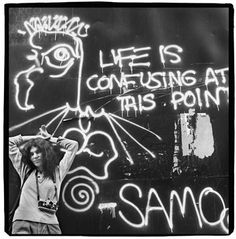 LIFE IS
CONFUSING AT
THIS POINT
-SAMO©